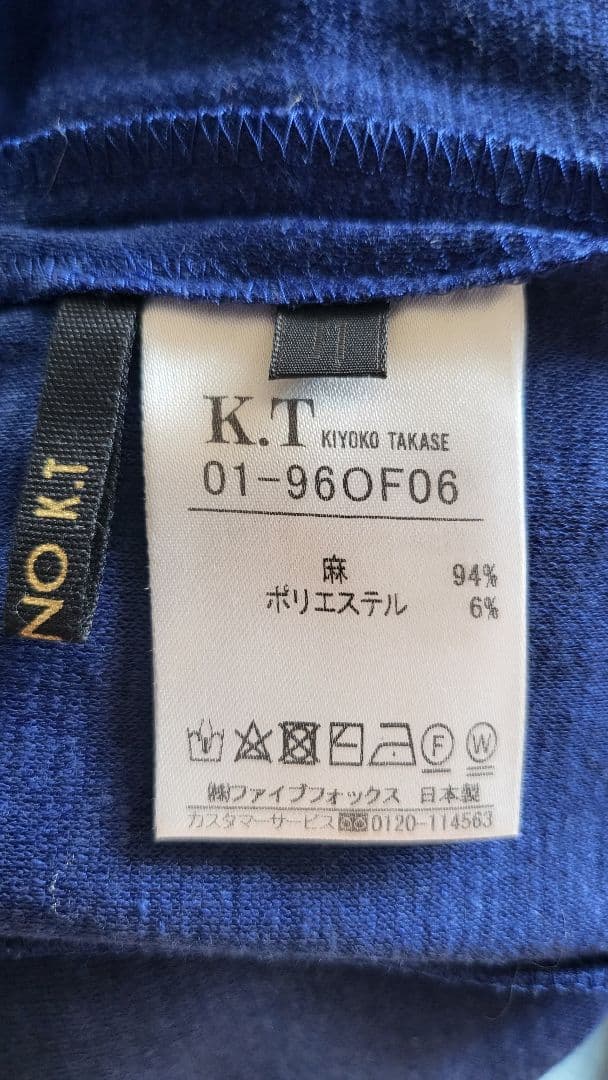 NO K.T
K.T KIYOKO TAKASE
01-960F06
麻 94%
ポリエステル 6%
F W
㈱ファイブフォックス 日本製
カスタマーサービス 0120-114563